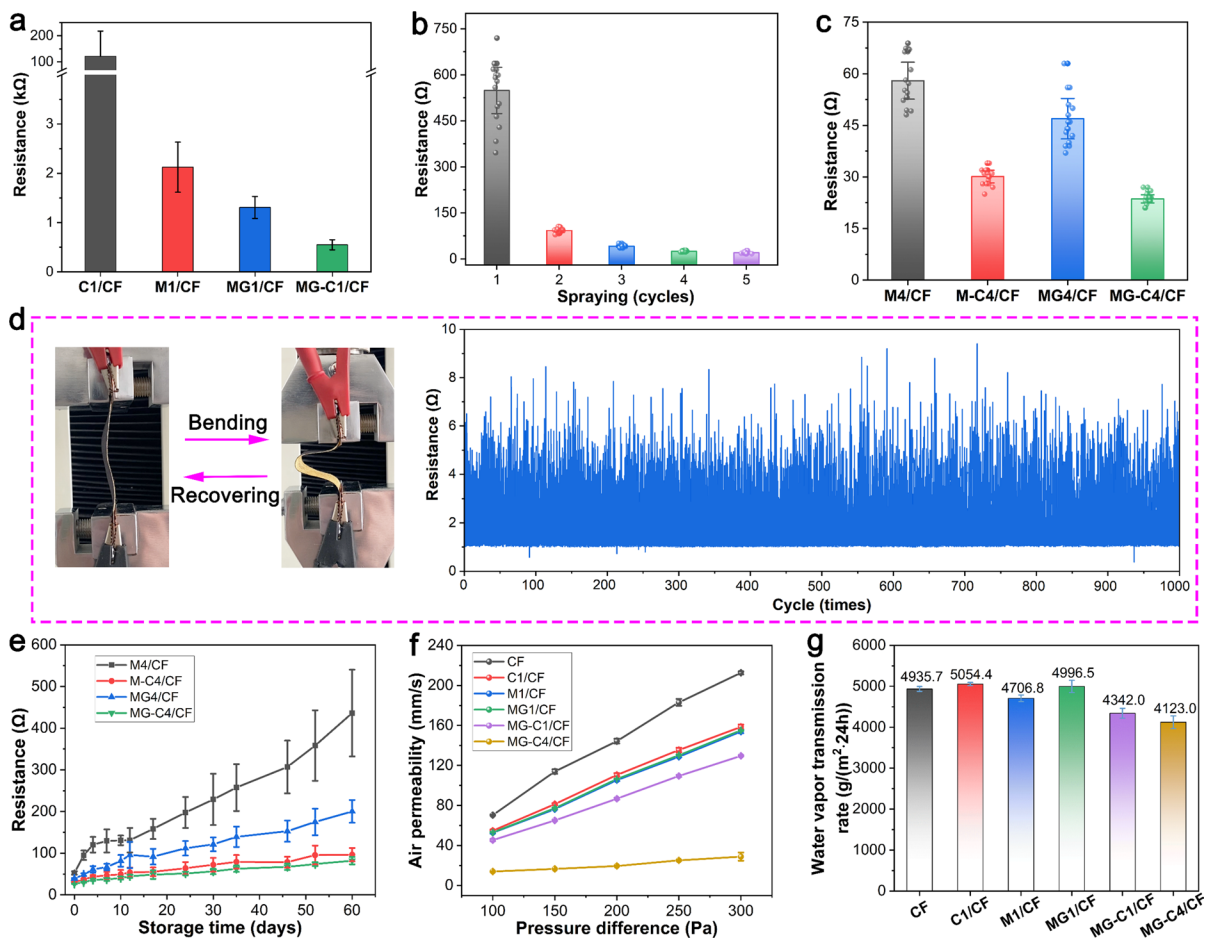 a
Resistance (kΩ)
200
100
3
2
1
0
C1/CF
M1/CF
MG1/CF
MG-C1/CF
b
Resistance (Ω)
750
600
450
300
150
0
1
2
3
4
5
Spraying (cycles)
c
Resistance (Ω)
75
60
45
30
15
0
M4/CF
M-C4/CF
MG4/CF
MG-C4/CF
d
Bending
Recovering
Resistance (Ω)
10
8
6
4
2
0
0
100
200
300
400
500
600
700
800
900
1000
Cycle (times)
e
Resistance (Ω)
600
500
400
300
200
100
0
M4/CF
M-C4/CF
MG4/CF
MG-C4/CF
0
10
20
30
40
50
60
Storage time (days)
f
Air permeability (mm/s)
240
200
160
120
80
40
0
CF
C1/CF
M1/CF
MG1/CF
MG-C1/CF
MG-C4/CF
100
150
200
250
300
Pressure difference (Pa)
g
Water vapor transmission
rate (g/(m²·24h))
6000
5000
4000
3000
2000
1000
0
4935.7
5054.4
4706.8
4996.5
4342.0
4123.0
CF
C1/CF
M1/CF
MG1/CF
MG-C1/CF
MG-C4/CF